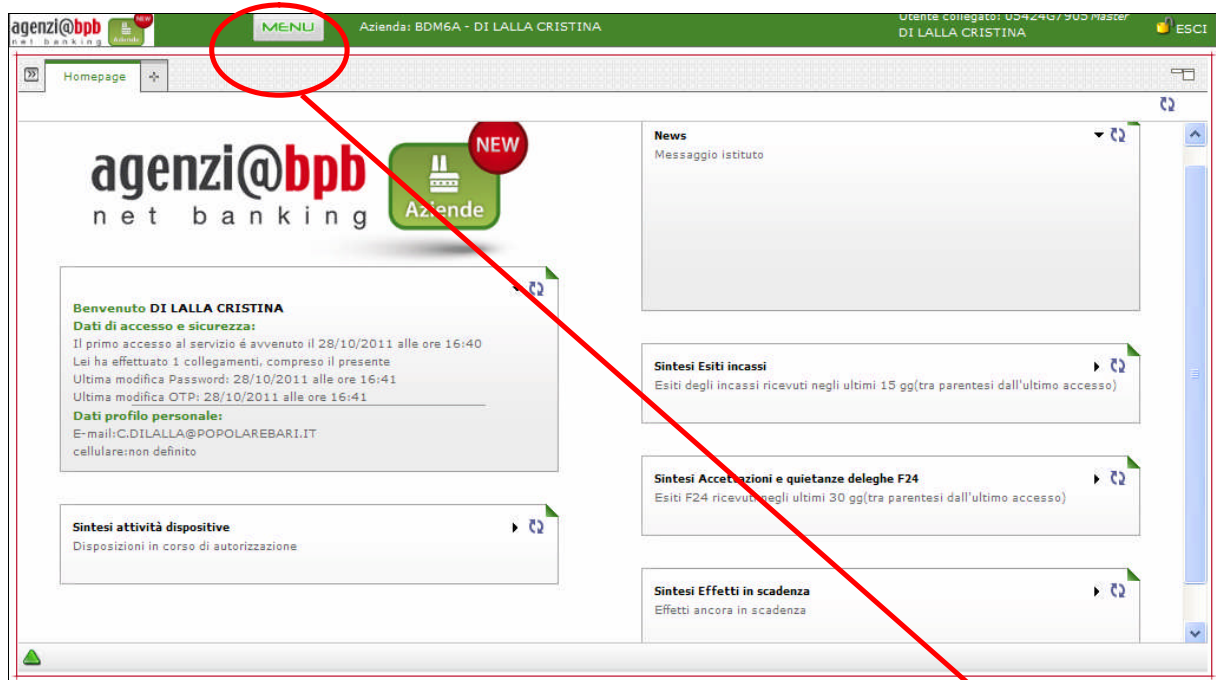 agenzi@bpb
net banking
Aziende
NEW
MENU
Azienda: BDM6A - DI LALLA CRISTINA
Utente collegato: 05424G7905 Master
DI LALLA CRISTINA
ESCI
Homepage
agenzi@bpb
net banking
Aziende
NEW
Benvenuto DI LALLA CRISTINA
Dati di accesso e sicurezza:
Il primo accesso al servizio é avvenuto il 28/10/2011 alle ore 16:40
Lei ha effettuato 1 collegamenti, compreso il presente
Ultima modifica Password: 28/10/2011 alle ore 16:41
Ultima modifica OTP: 28/10/2011 alle ore 16:41
Dati profilo personale:
E-mail:C.DILALLA@POPOLAREBARI.IT
cellulare:non definito
Sintesi attività dispositive
Disposizioni in corso di autorizzazione
News
Messaggio istituto
Sintesi Esiti incassi
Esiti degli incassi ricevuti negli ultimi 15 gg(tra parentesi dall'ultimo accesso)
Sintesi Accettazioni e quietanze deleghe F24
Esiti F24 ricevuti negli ultimi 30 gg(tra parentesi dall'ultimo accesso)
Sintesi Effetti in scadenza
Effetti ancora in scadenza